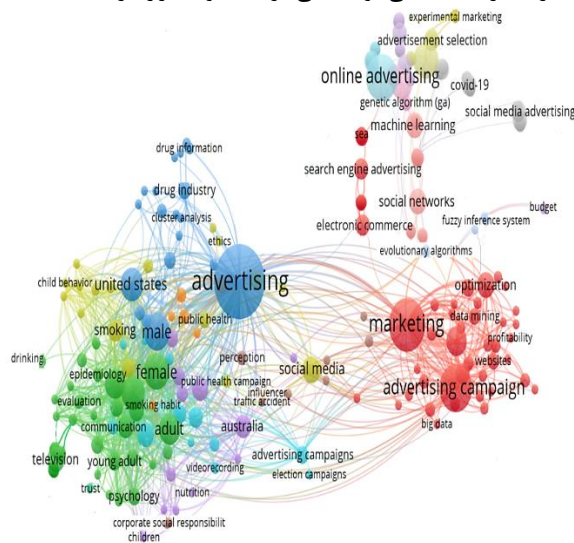 experimental marketing
advertisement selection
online advertising
covid-19
genetic algorithm (ga)
social media advertising
machine learning
sea
drug information
search engine advertising
drug industry
social networks
budget
cluster analysis
fuzzy inference system
electronic commerce
ethics
evolutionary algorithms
child behavior
united states
advertising
optimization
public health
marketing
data mining
smoking
male
profitability
drinking
perception
websites
epidemiology
female
public health campaign
social media
advertising campaign
influencer
evaluation
smoking habit
traffic accident
communication
adult
australia
big data
television
young adult
advertising campaigns
videorecording
election campaigns
trust
psychology
nutrition
corporate social responsibilit
children